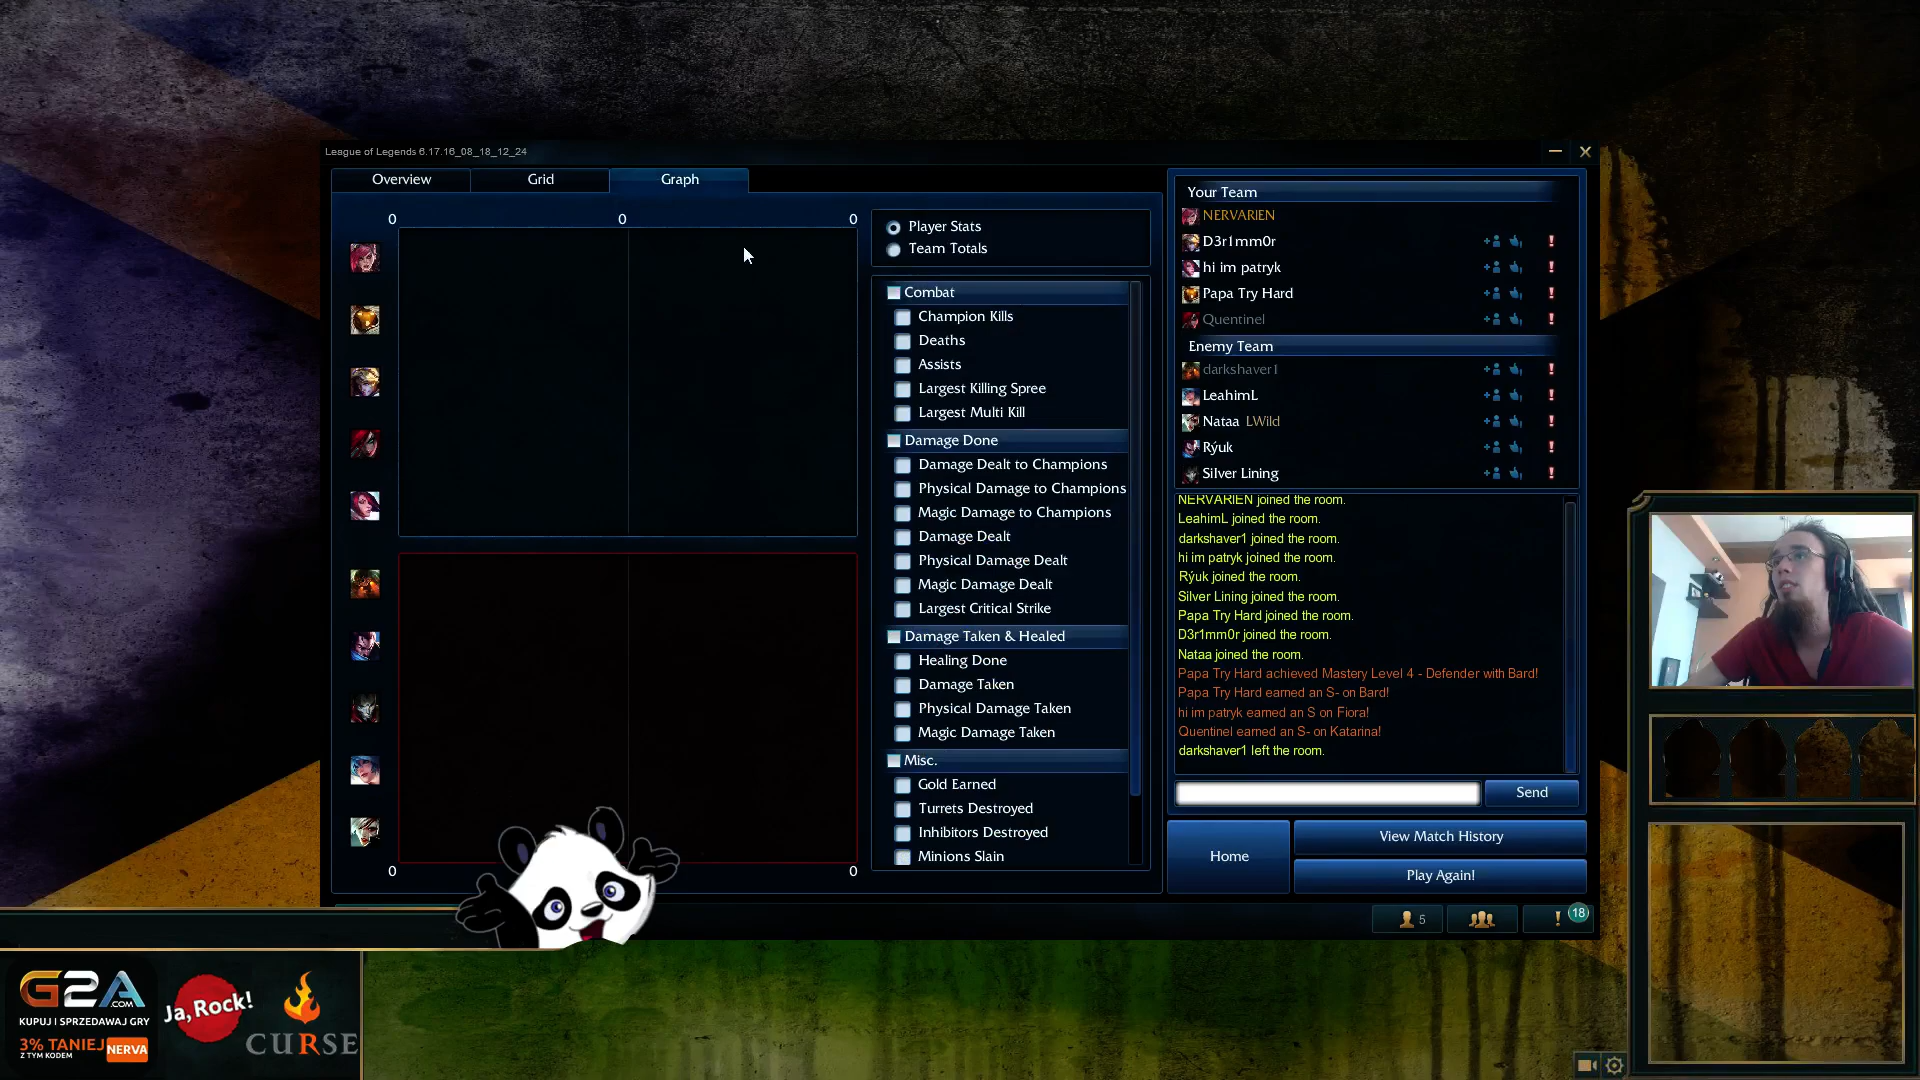 League of Legends 6.17.16_08_18_12_24
Overview
Grid
Graph
0
0
0
0
0
Player Stats
Team Totals
Combat
Champion Kills
Deaths
Assists
Largest Killing Spree
Largest Multi Kill
Damage Done
Damage Dealt to Champions
Physical Damage to Champions
Magic Damage to Champions
Damage Dealt
Physical Damage Dealt
Magic Damage Dealt
Largest Critical Strike
Damage Taken & Healed
Healing Done
Damage Taken
Physical Damage Taken
Magic Damage Taken
Misc.
Gold Earned
Turrets Destroyed
Inhibitors Destroyed
Minions Slain
Your Team
NERVARIEN
D3r1mm0r
hi im patryk
Papa Try Hard
Quentinel
Enemy Team
darkshaver1
LeahimL
Nataa LWild
Rýuk
Silver Lining
NERVARIEN joined the room.
LeahimL joined the room.
darkshaver1 joined the room.
hi im patryk joined the room.
Rýuk joined the room.
Silver Lining joined the room.
Papa Try Hard joined the room.
D3r1mm0r joined the room.
Nataa joined the room.
Papa Try Hard achieved Mastery Level 4 - Defender with Bard!
Papa Try Hard earned an S- on Bard!
hi im patryk earned an S on Fiora!
Quentinel earned an S- on Katarina!
darkshaver1 left the room.
Send
Home
View Match History
Play Again!
5
18
G2A
.COM
KUPUJ I SPRZEDAWAJ GRY
3% TANIEJ
Z TYM KODEM
NERVA
Ja, Rock!
CURSE